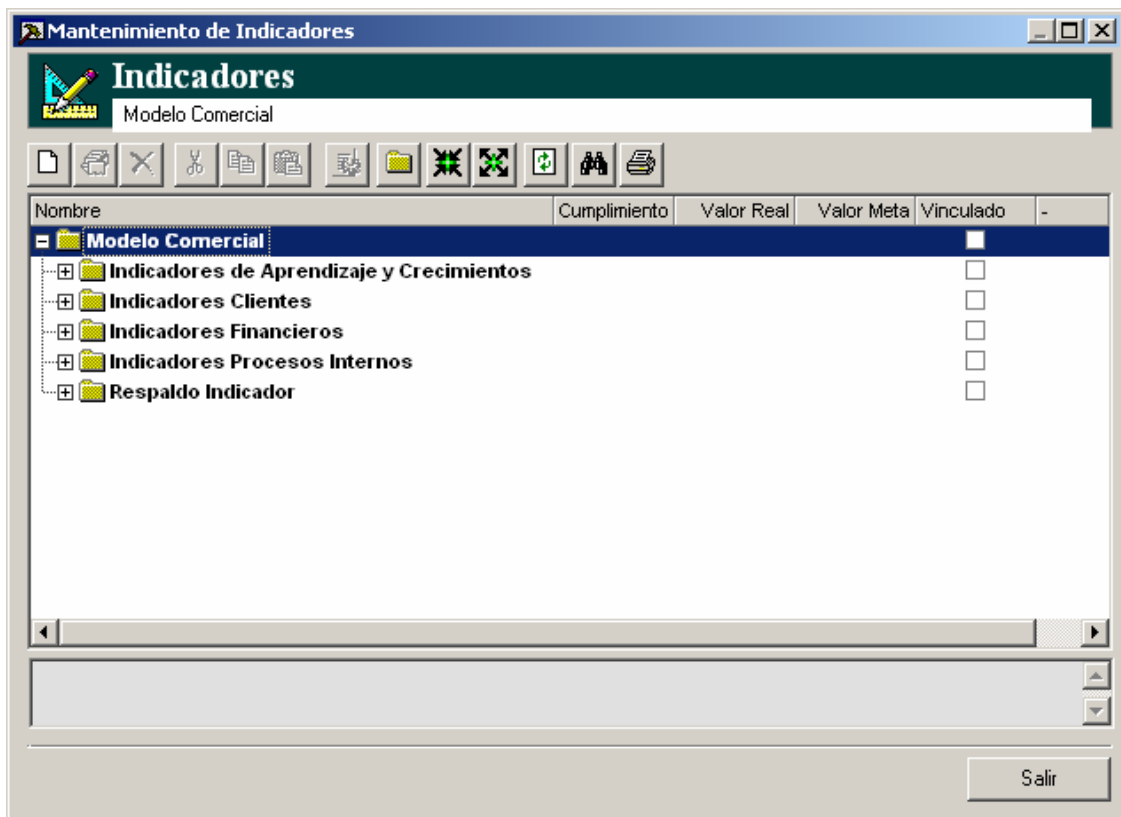 Mantenimiento de Indicadores
Indicadores
Modelo Comercial
Nombre Cumplimiento Valor Real Valor Meta Vinculado -
Modelo Comercial
Indicadores de Aprendizaje y Crecimientos
Indicadores Clientes
Indicadores Financieros
Indicadores Procesos Internos
Respaldo Indicador
Salir